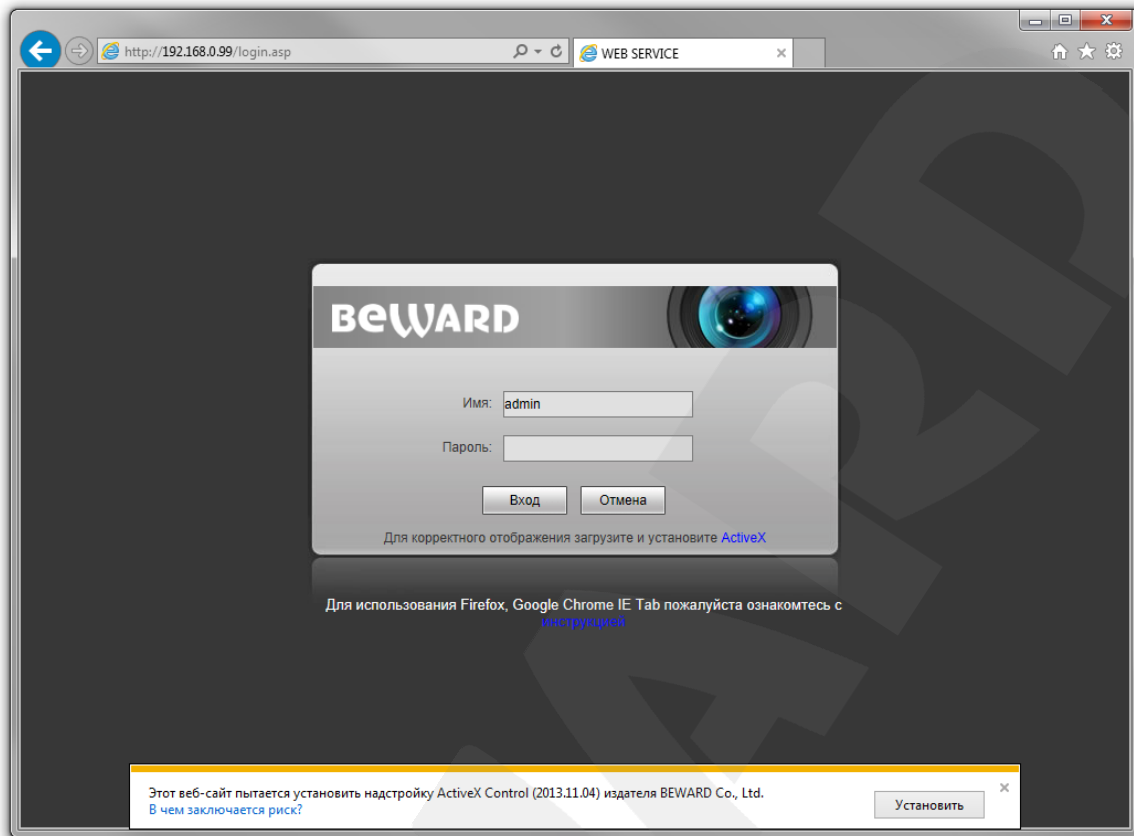 http://192.168.0.99/login.asp
WEB SERVICE
BEWARD
Имя: admin
Пароль:
Вход Отмена
Для корректного отображения загрузите и установите ActiveX
Для использования Firefox, Google Chrome IE Tab пожалуйста ознакомтесь с
инструкцией
Этот веб-сайт пытается установить надстройку ActiveX Control (2013.11.04) издателя BEWARD Co., Ltd.
В чем заключается риск?
Установить